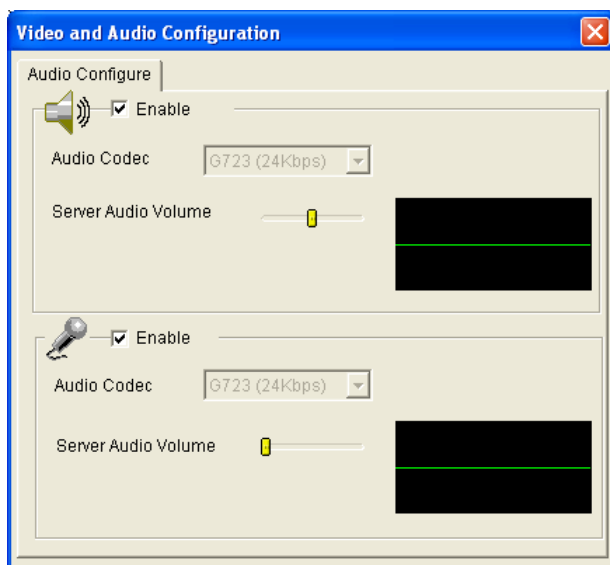 Video and Audio Configuration
Audio Configure
Enable
Audio Codec G723 (24Kbps)
Server Audio Volume
Enable
Audio Codec G723 (24Kbps)
Server Audio Volume